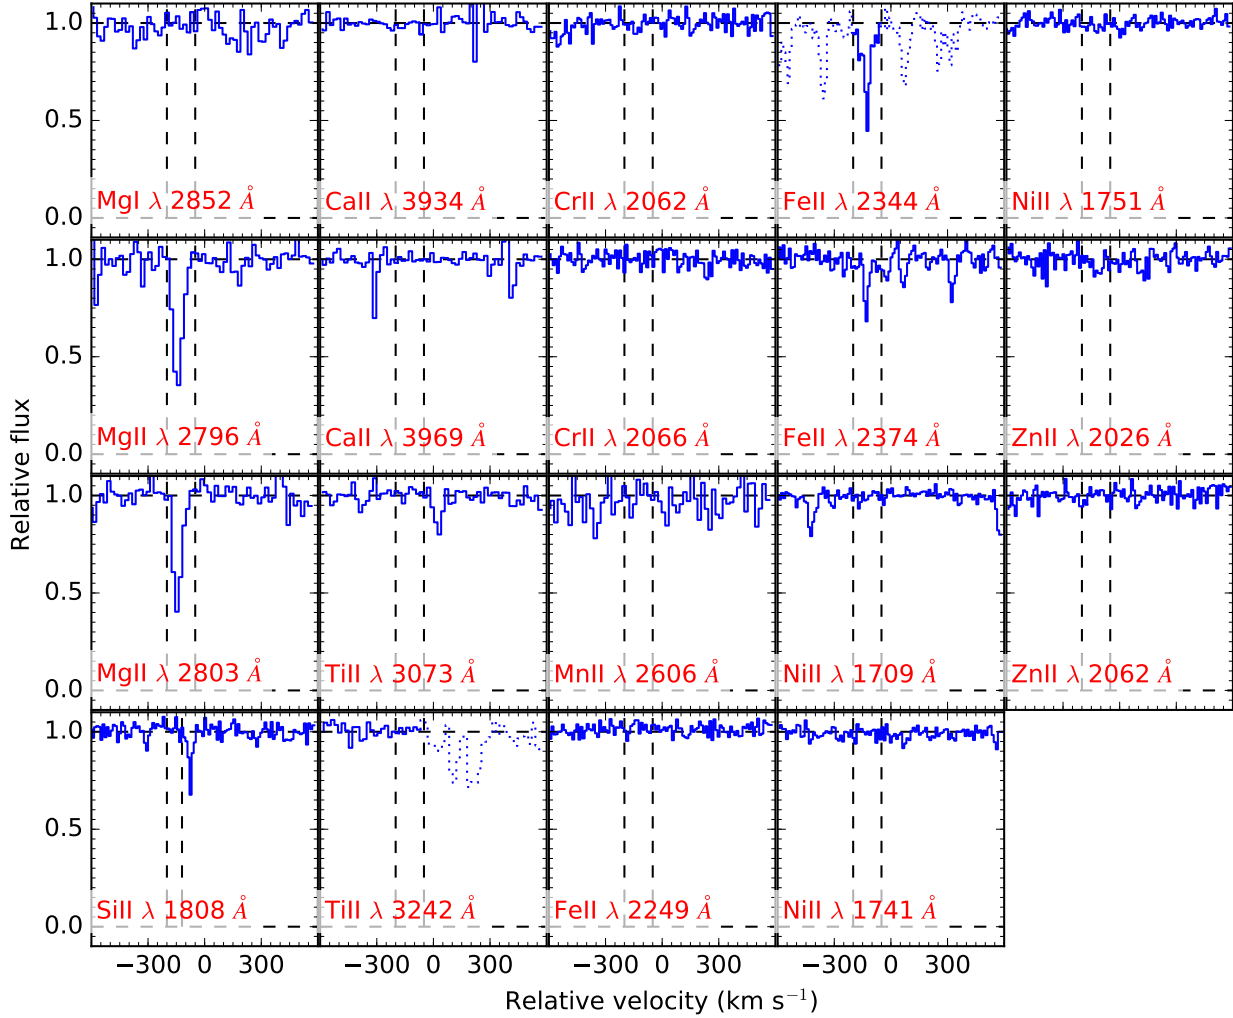 1.0
0.5
0.0
MgI λ 2852 Å
CaII λ 3934 Å
CrII λ 2062 Å
FeII λ 2344 Å
NiII λ 1751 Å
1.0
0.5
0.0
MgII λ 2796 Å
CaII λ 3969 Å
CrII λ 2066 Å
FeII λ 2374 Å
ZnII λ 2026 Å
Relative flux
1.0
0.5
0.0
MgII λ 2803 Å
TiII λ 3073 Å
MnII λ 2606 Å
NiII λ 1709 Å
ZnII λ 2062 Å
1.0
0.5
0.0
SiII λ 1808 Å
TiII λ 3242 Å
FeII λ 2249 Å
NiII λ 1741 Å
−300 0 300
−300 0 300
−300 0 300
−300 0 300
Relative velocity (km s⁻¹)